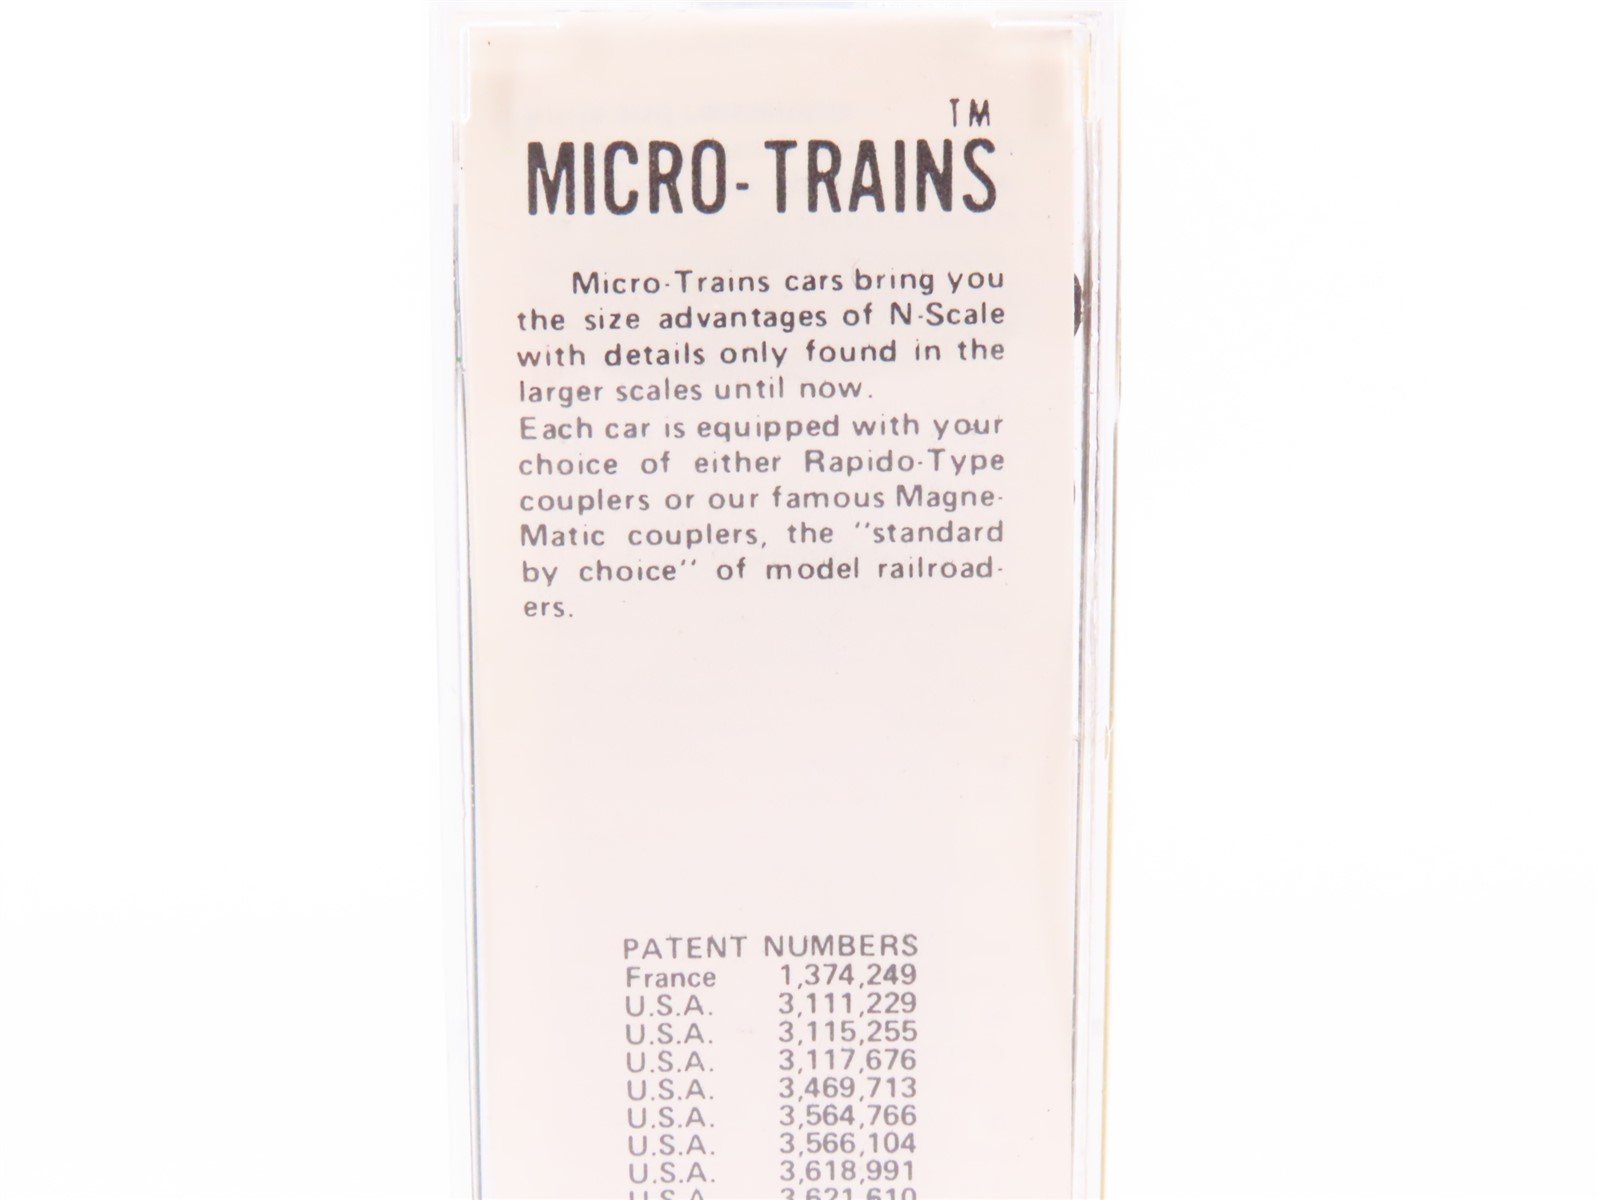 TM
MICRO-TRAINS
Micro-Trains cars bring you
the size advantages of N-Scale
with details only found in the
larger scales until now.
Each car is equipped with your
choice of either Rapido-Type
couplers or our famous Magne-
Matic couplers, the "standard
by choice" of model railroad-
ers.
PATENT NUMBERS
France 1,374,249
U.S.A. 3,111,229
U.S.A. 3,115,255
U.S.A. 3,117,676
U.S.A. 3,469,713
U.S.A. 3,564,766
U.S.A. 3,566,104
U.S.A. 3,618,991
U.S.A. 3,621,610